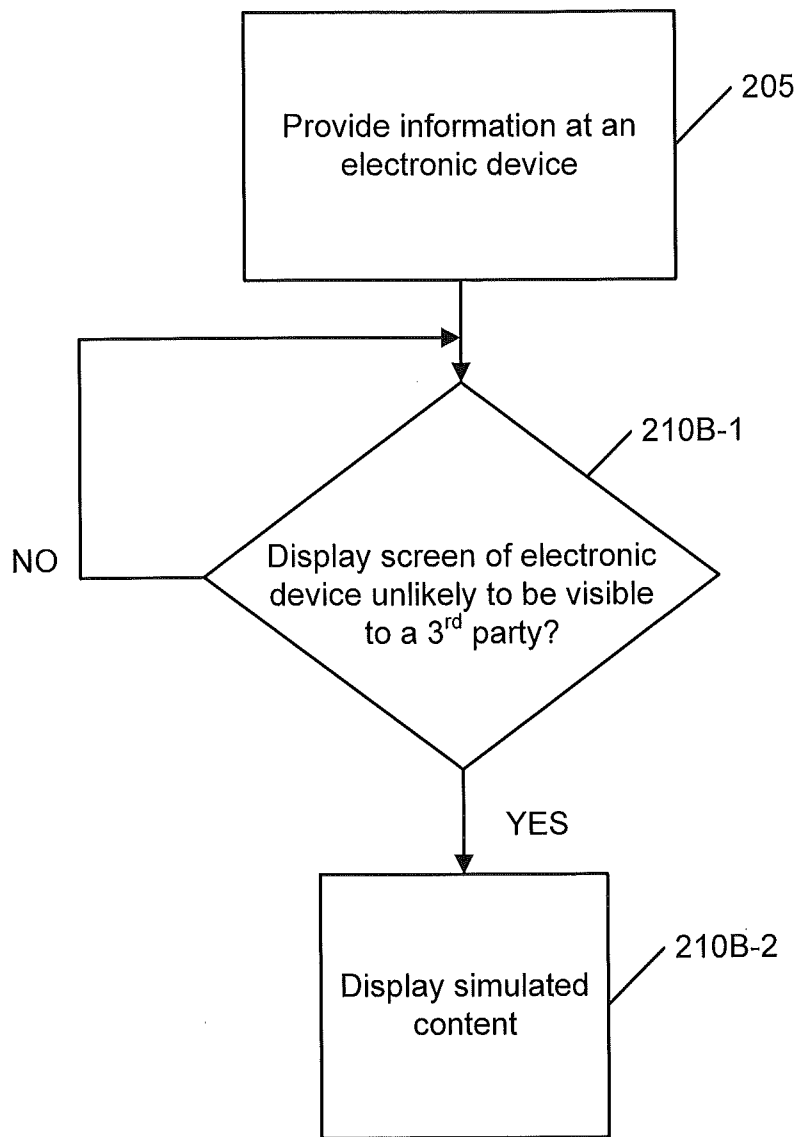 Provide information at an
electronic device
205
210B-1
NO
Display screen of electronic
device unlikely to be visible
to a 3rd party?
YES
210B-2
Display simulated
content